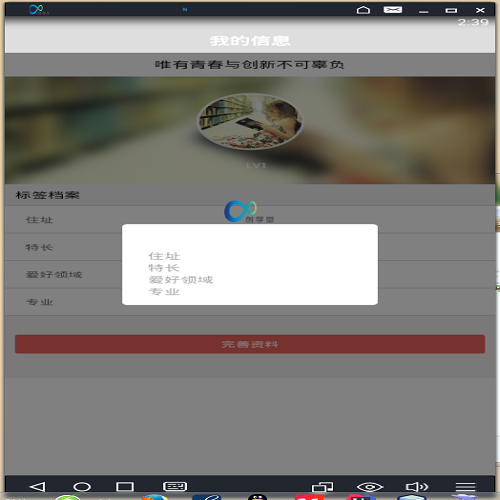 2:39
我的信息
唯有青春与创新不可辜负
LV1
标签档案
住址
特长
爱好领域
专业
创学堂
住址
特长
爱好领域
专业
完善资料